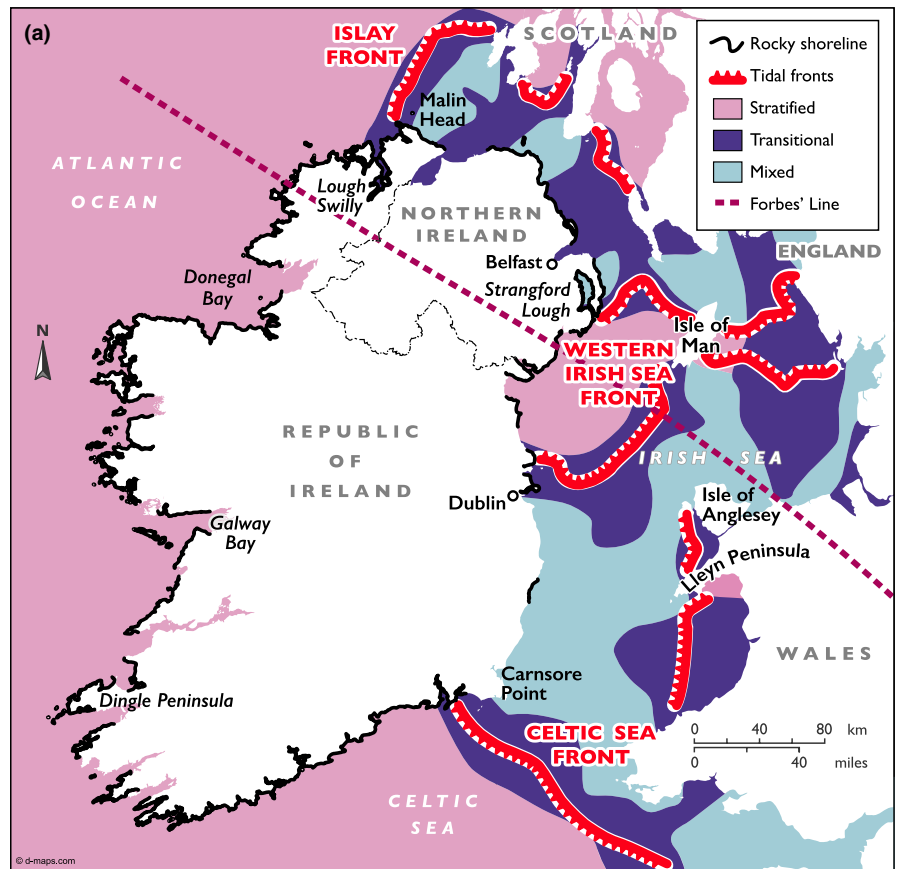 (a)
ISLAY
FRONT
SCOTLAND
Rocky shoreline
Tidal fronts
Stratified
Transitional
Mixed
Forbes’ Line
Malin
Head
ATLANTIC
OCEAN
Lough
Swilly
NORTHERN
IRELAND
ENGLAND
Belfast
Strangford
Lough
Donegal
Bay
N
Isle of
Man
WESTERN
IRISH SEA
FRONT
REPUBLIC
OF
IRELAND
IRISH SEA
Dublin
Isle of
Anglesey
Galway
Bay
Lleyn Peninsula
WALES
Carnsore
Point
Dingle Peninsula
CELTIC SEA
FRONT
0 40 80 km
0 40 miles
CELTIC
SEA
© d-maps.com